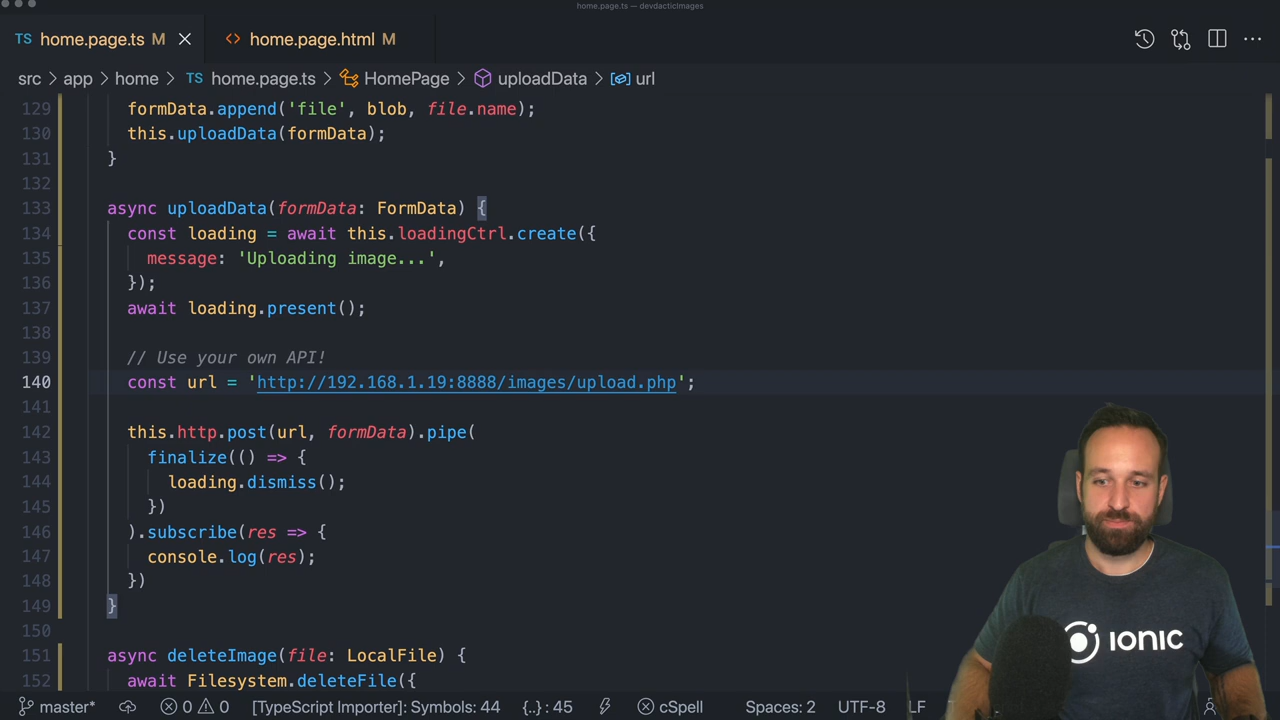 home.page.ts — devdacticImages
TS home.page.ts M
<> home.page.html M
src > app > home > TS home.page.ts > HomePage > uploadData > url
129 formData.append('file', blob, file.name);
130 this.uploadData(formData);
131 }
132
133 async uploadData(formData: FormData) {
134 const loading = await this.loadingCtrl.create({
135 message: 'Uploading image...',
136 });
137 await loading.present();
138
139 // Use your own API!
140 const url = 'http://192.168.1.19:8888/images/upload.php';
141
142 this.http.post(url, formData).pipe(
143 finalize(() => {
144 loading.dismiss();
145 })
146 ).subscribe(res => {
147 console.log(res);
148 })
149 }
150
151 async deleteImage(file: LocalFile) {
152 await Filesystem.deleteFile({
IONIC
master* 0 0 [TypeScript Importer]: Symbols: 44 {..}: 45 cSpell Spaces: 2 UTF-8 LF